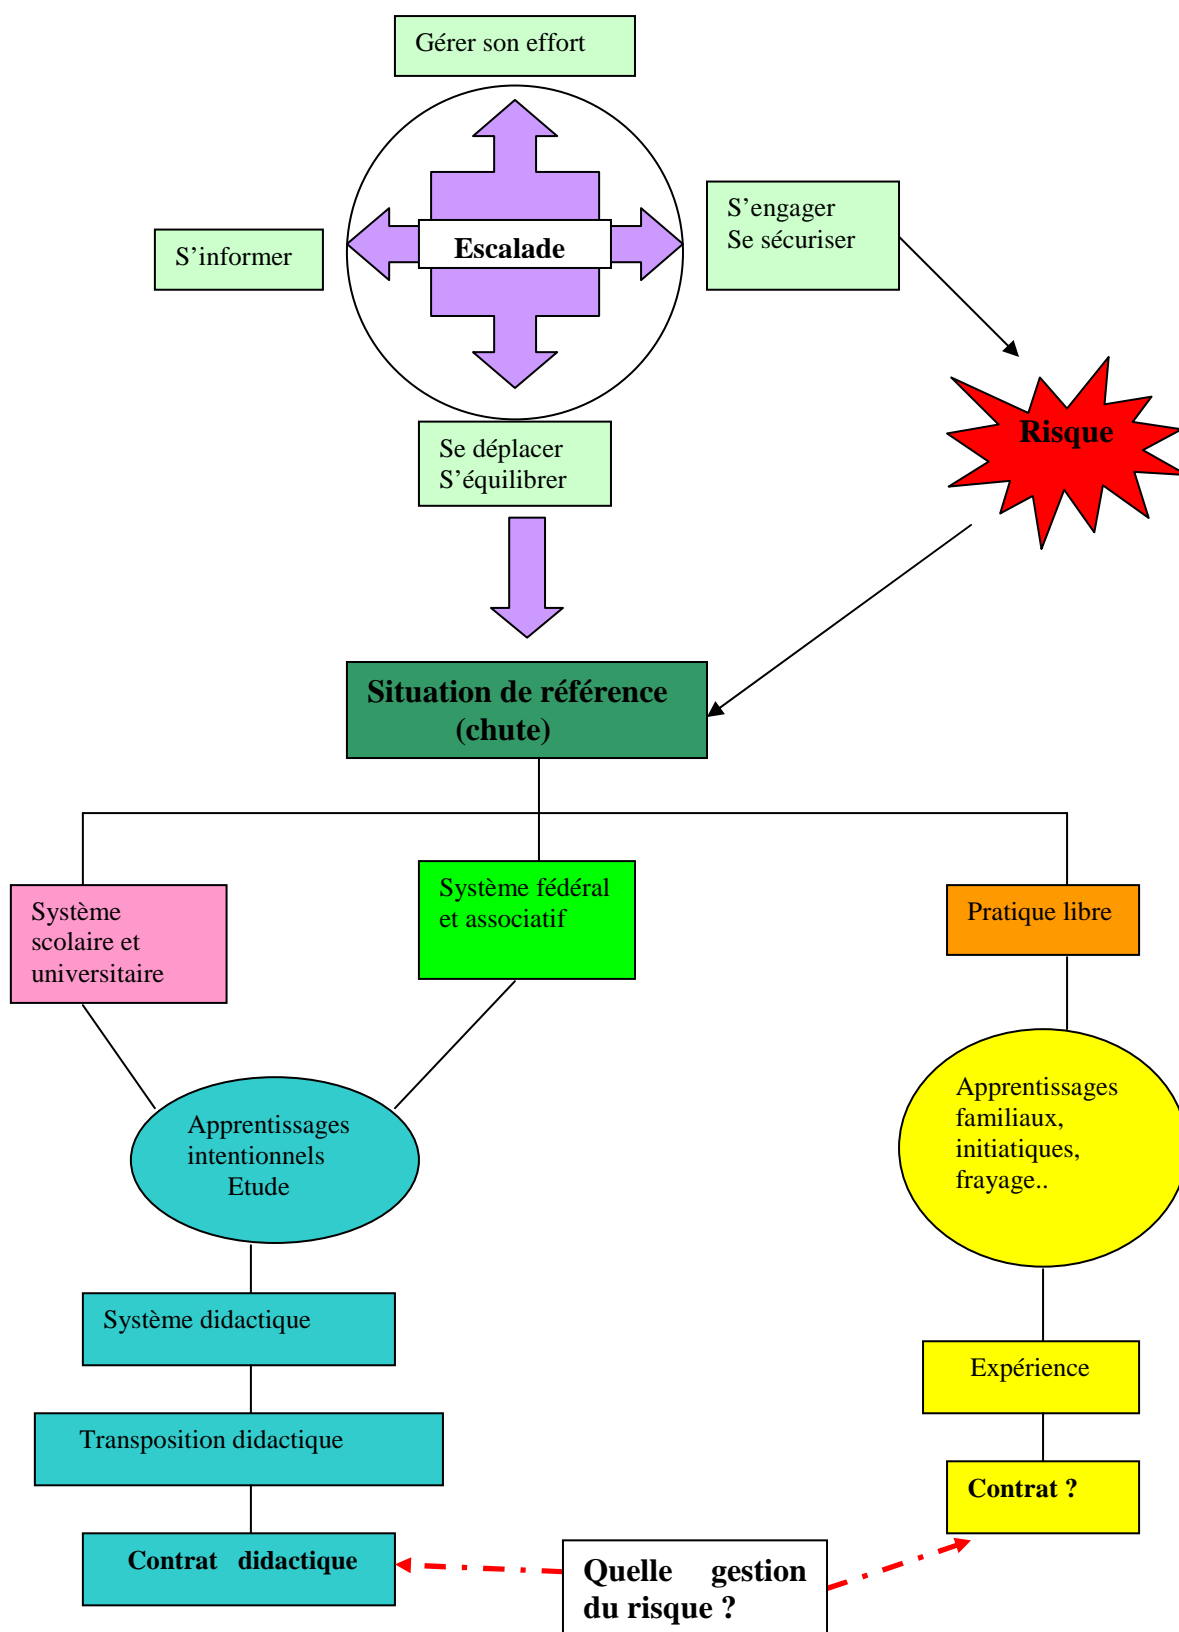 Gérer son effort
S’engager
Se sécuriser
S’informer
Escalade
Risque
Se déplacer
S’équilibrer
Situation de référence
(chute)
Système
scolaire et
universitaire
Système fédéral
et associatif
Pratique libre
Apprentissages
intentionnels
Etude
Apprentissages
familiaux,
initiatiques,
frayage..
Système didactique
Expérience
Transposition didactique
Contrat ?
Contrat didactique
Quelle gestion
du risque ?